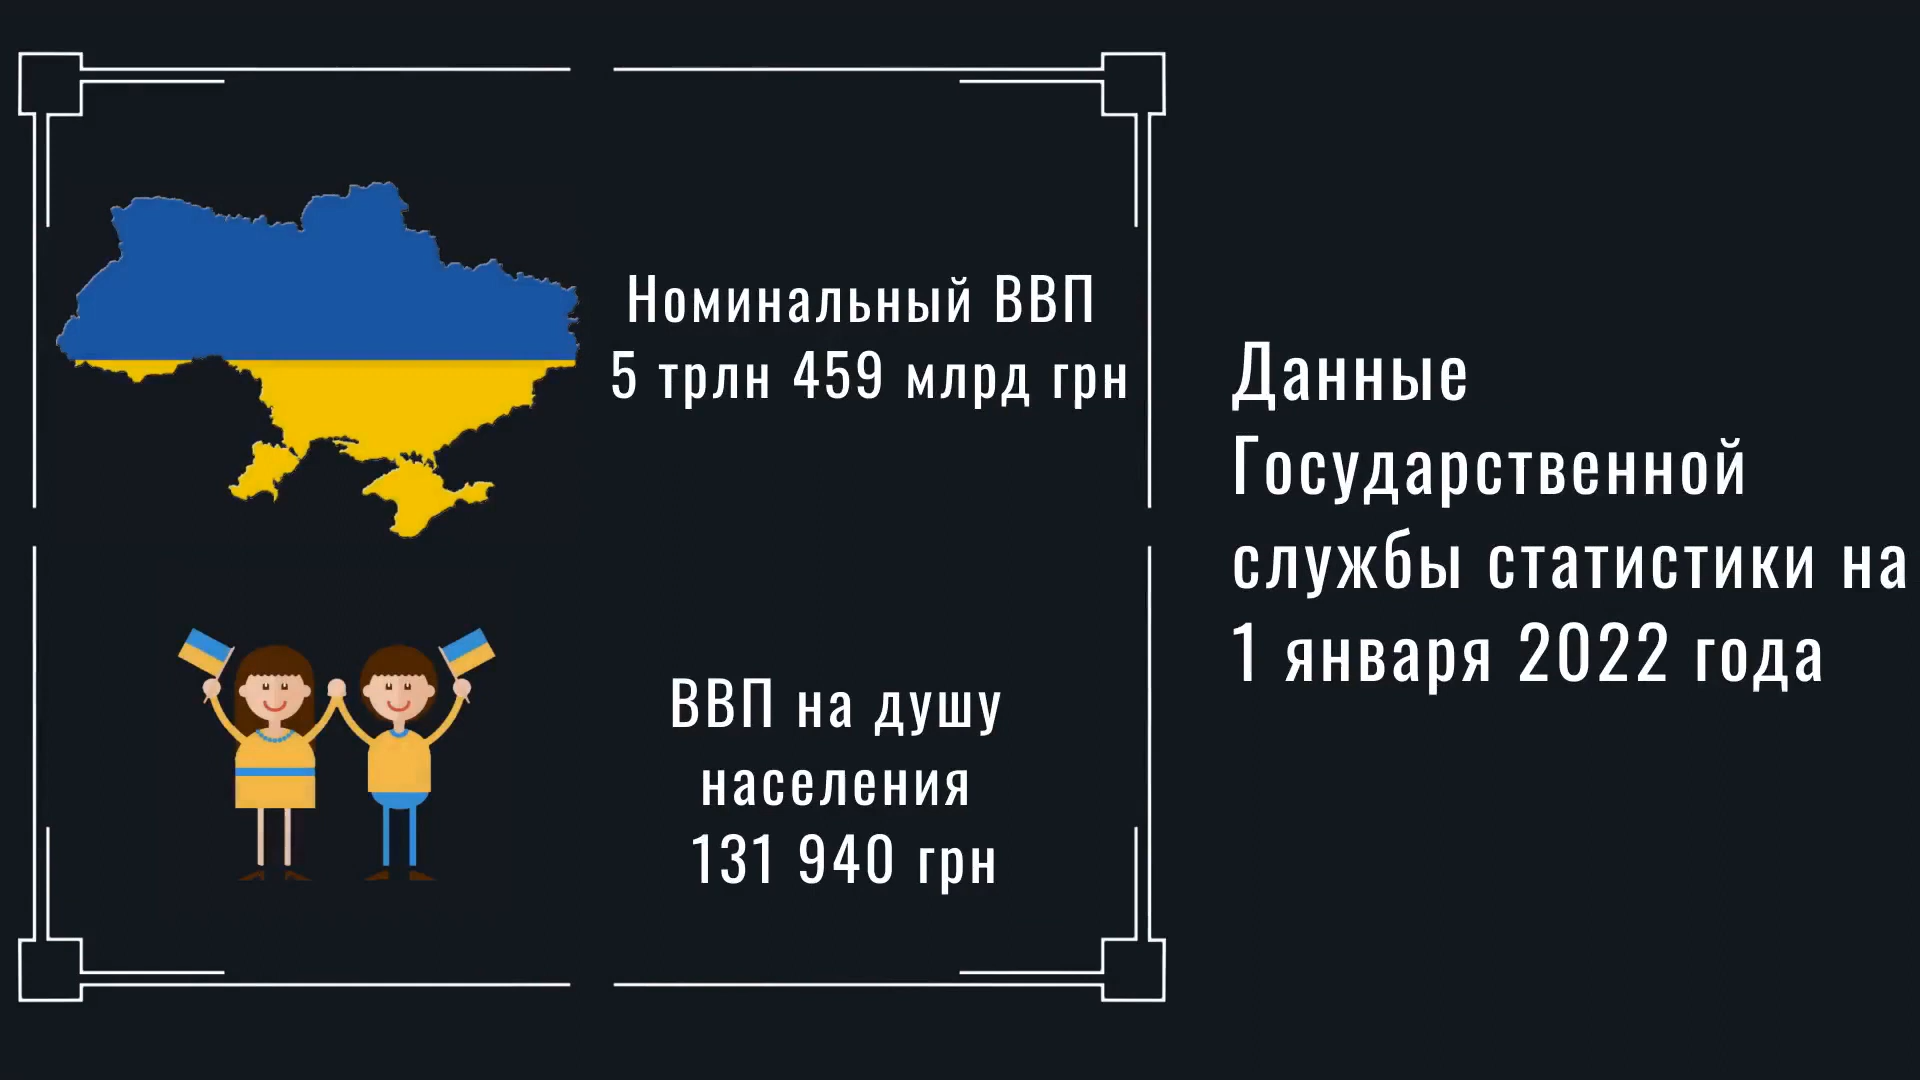 Номинальный ВВП
5 трлн 459 млрд грн
ВВП на душу
населения
131 940 грн
Данные
Государственной
службы статистики на
1 января 2022 года